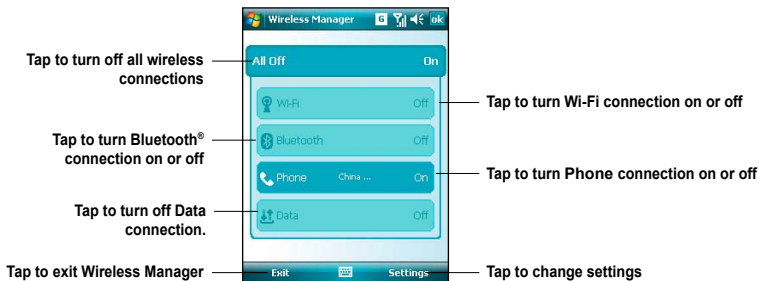 Wireless Manager G ok
Tap to turn off all wireless
connections
All Off On
Wi-Fi Off
Tap to turn Wi-Fi connection on or off
Tap to turn Bluetooth®
connection on or off
Bluetooth Off
Phone China ... On
Tap to turn Phone connection on or off
Tap to turn off Data
connection.
Data Off
Tap to exit Wireless Manager
Exit Settings
Tap to change settings